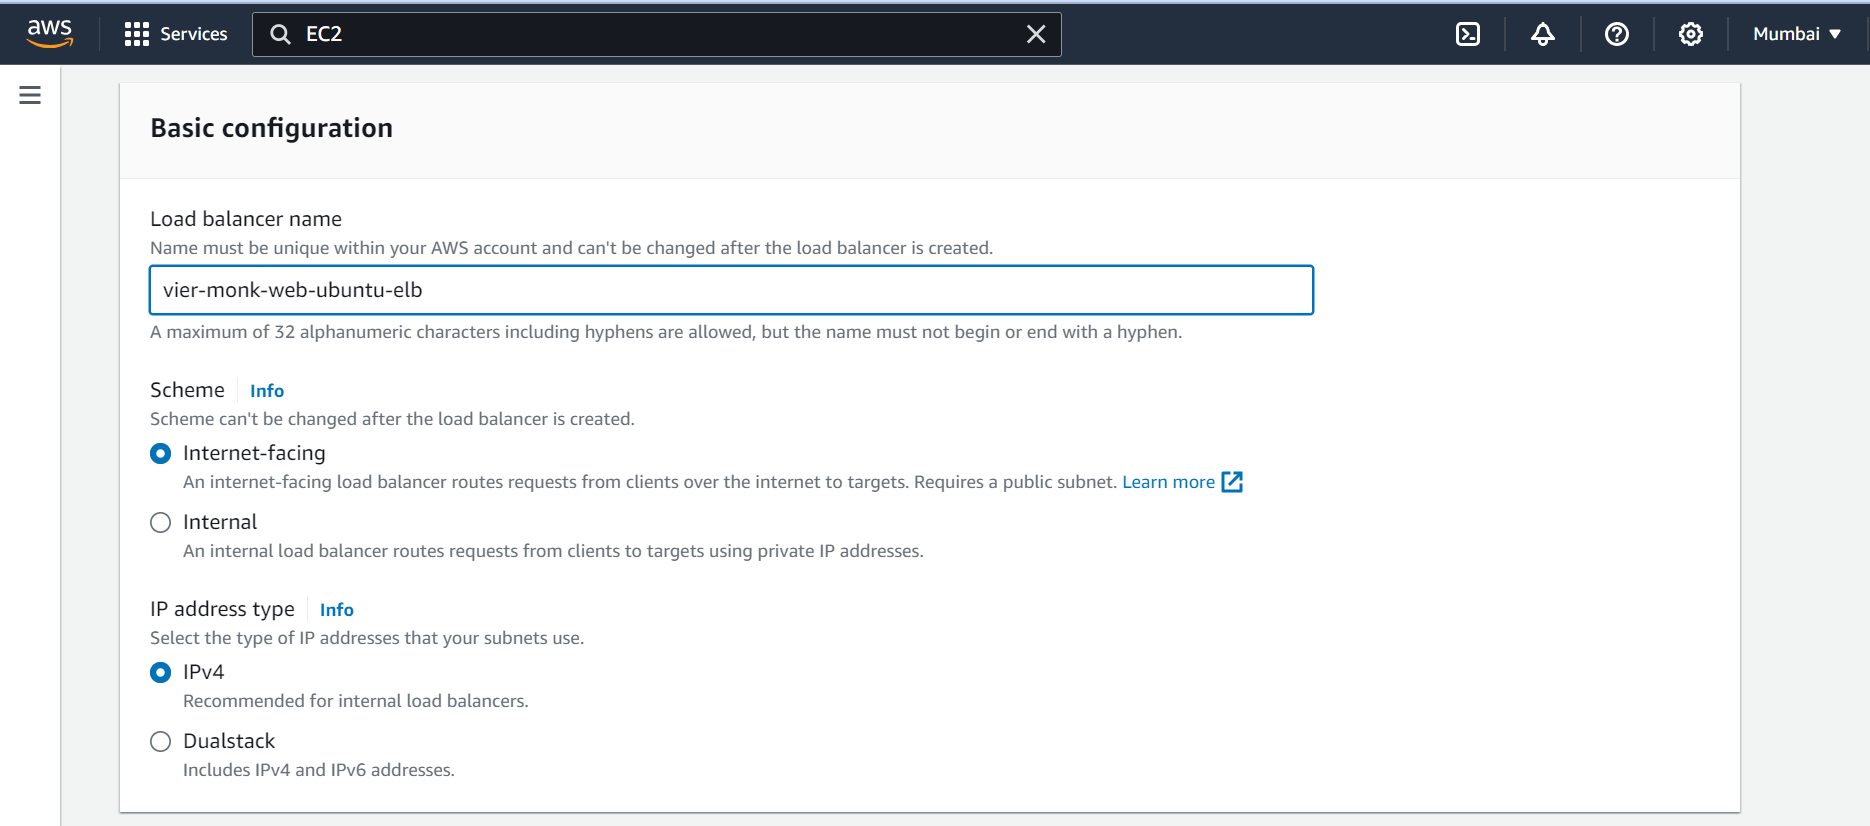 aws Services EC2 Mumbai
Basic configuration
Load balancer name
Name must be unique within your AWS account and can't be changed after the load balancer is created.
vier-monk-web-ubuntu-elb
A maximum of 32 alphanumeric characters including hyphens are allowed, but the name must not begin or end with a hyphen.
Scheme Info
Scheme can't be changed after the load balancer is created.
Internet-facing
An internet-facing load balancer routes requests from clients over the internet to targets. Requires a public subnet. Learn more
Internal
An internal load balancer routes requests from clients to targets using private IP addresses.
IP address type Info
Select the type of IP addresses that your subnets use.
IPv4
Recommended for internal load balancers.
Dualstack
Includes IPv4 and IPv6 addresses.